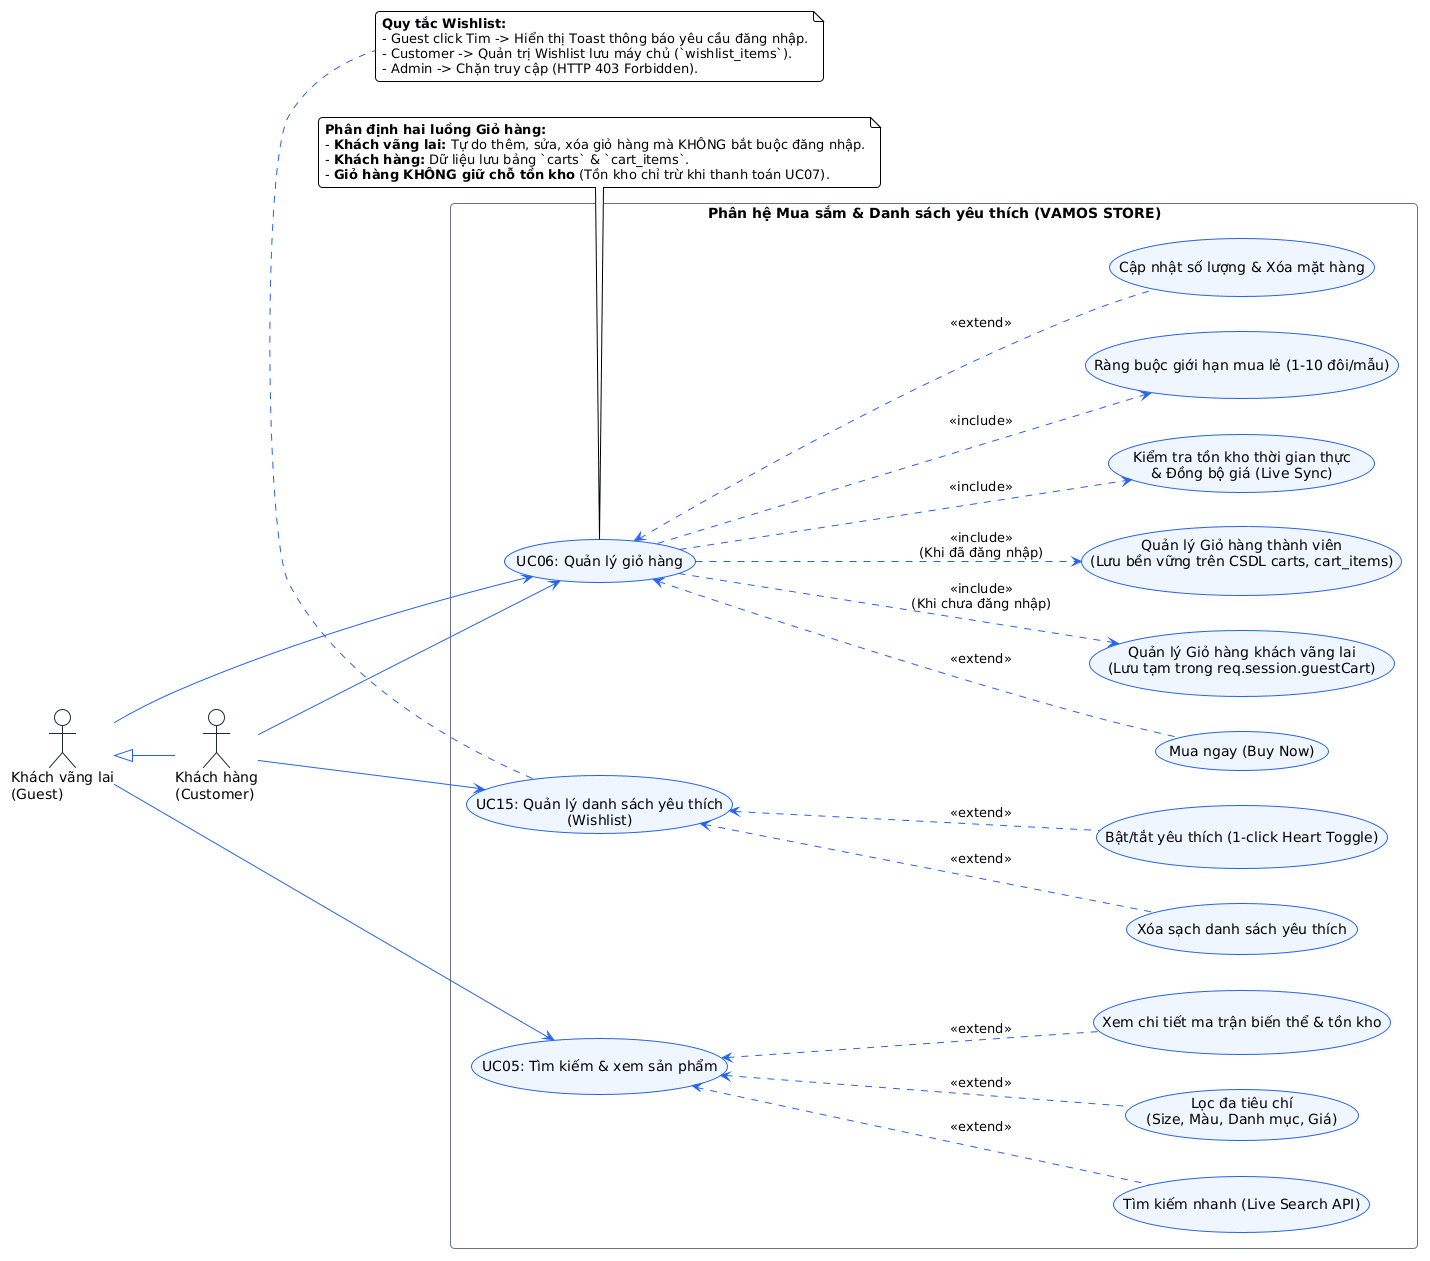 Quy tắc Wishlist:
- Guest click Tim -> Hiển thị Toast thông báo yêu cầu đăng nhập.
- Customer -> Quản trị Wishlist lưu máy chủ (`wishlist_items`).
- Admin -> Chặn truy cập (HTTP 403 Forbidden).
Phân định hai luồng Giỏ hàng:
- Khách vãng lai: Tự do thêm, sửa, xóa giỏ hàng mà KHÔNG bắt buộc đăng nhập.
- Khách hàng: Dữ liệu lưu bảng `carts` & `cart_items`.
- Giỏ hàng KHÔNG giữ chỗ tồn kho (Tồn kho chỉ trừ khi thanh toán UC07).
Phân hệ Mua sắm & Danh sách yêu thích (VAMOS STORE)
Cập nhật số lượng & Xóa mặt hàng
«extend»
Ràng buộc giới hạn mua lẻ (1-10 đôi/mẫu)
«include»
Kiểm tra tồn kho thời gian thực
& Đồng bộ giá (Live Sync)
«include»
UC06: Quản lý giỏ hàng
«include»
(Khi đã đăng nhập)
Quản lý Giỏ hàng thành viên
(Lưu bền vững trên CSDL carts, cart_items)
«include»
(Khi chưa đăng nhập)
Quản lý Giỏ hàng khách vãng lai
(Lưu tạm trong req.session.guestCart)
«extend»
Mua ngay (Buy Now)
Khách vãng lai
(Guest)
Khách hàng
(Customer)
UC15: Quản lý danh sách yêu thích
(Wishlist)
«extend»
Bật/tắt yêu thích (1-click Heart Toggle)
«extend»
Xóa sạch danh sách yêu thích
«extend»
Xem chi tiết ma trận biến thể & tồn kho
UC05: Tìm kiếm & xem sản phẩm
«extend»
Lọc đa tiêu chí
(Size, Màu, Danh mục, Giá)
«extend»
Tìm kiếm nhanh (Live Search API)